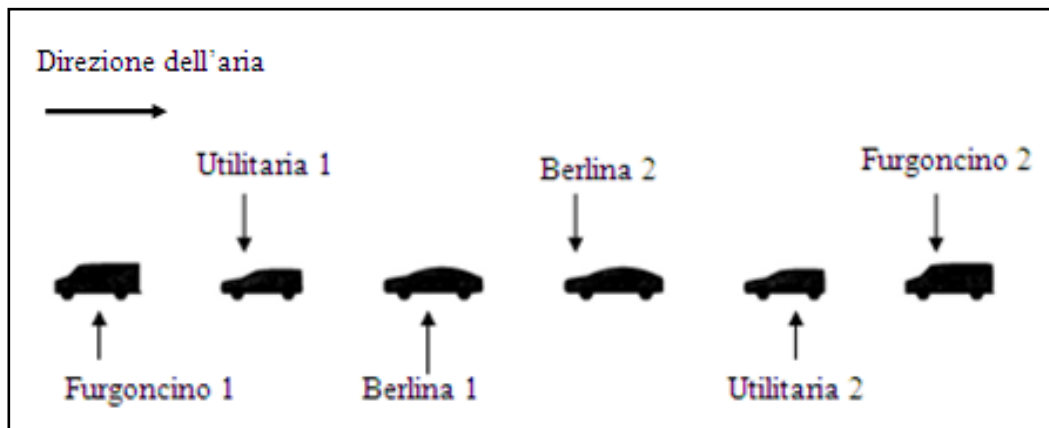 Direzione dell'aria
Utilitaria 1
Berlina 2
Furgoncino 2
Furgoncino 1
Berlina 1
Utilitaria 2